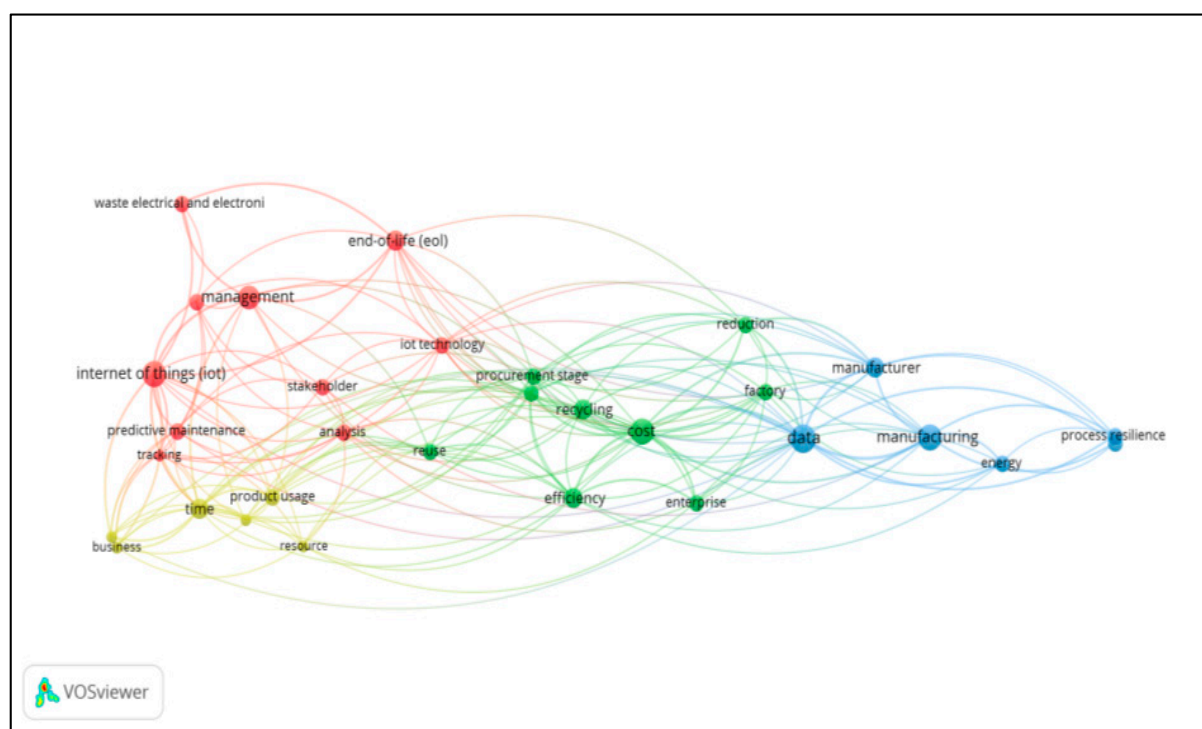 waste electrical and electroni
end-of-life (eol)
management
reduction
iot technology
manufacturer
internet of things (iot)
procurement stage
stakeholder
factory
recycling
predictive maintenance
analysis
cost
data
manufacturing
process resilience
tracking
reuse
energy
product usage
efficiency
enterprise
time
business
resource
VOSviewer